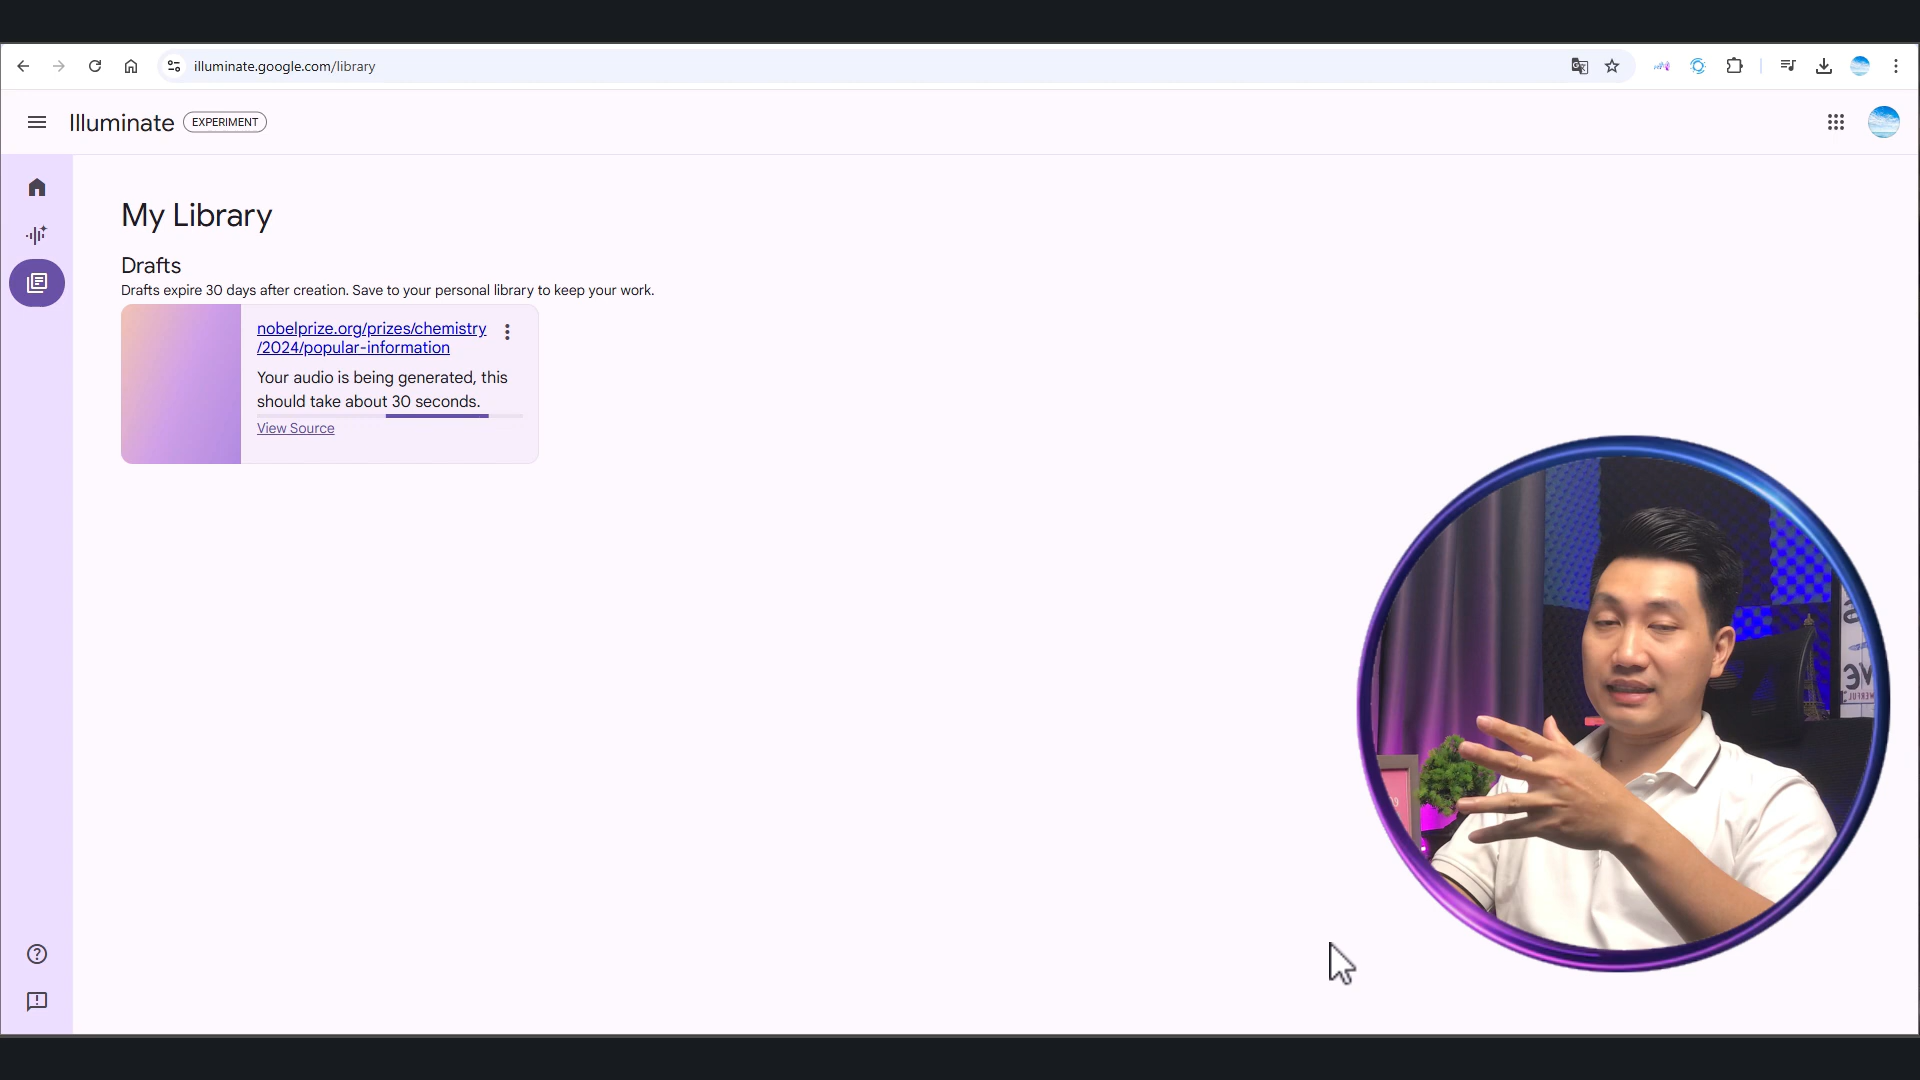 illuminate.google.com/library
Illuminate EXPERIMENT
My Library
Drafts
Drafts expire 30 days after creation. Save to your personal library to keep your work.
nobelprize.org/prizes/chemistry
/2024/popular-information
Your audio is being generated, this
should take about 30 seconds.
View Source